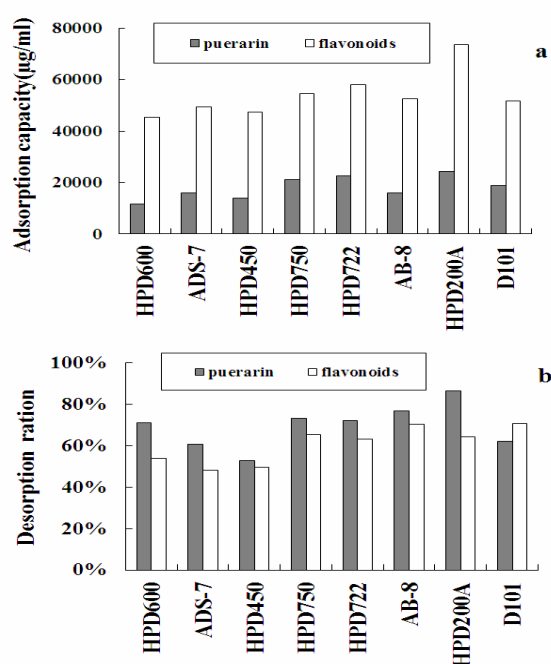 80000
60000
40000
20000
0
Adsorption capacity(µg/ml)
puerarin flavonoids
a
HPD600 ADS-7 HPD450 HPD750 HPD722 AB-8 HPD200A D101
100%
80%
60%
40%
20%
0%
Desorption ration
puerarin flavonoids
b
HPD600 ADS-7 HPD450 HPD750 HPD722 AB-8 HPD200A D101